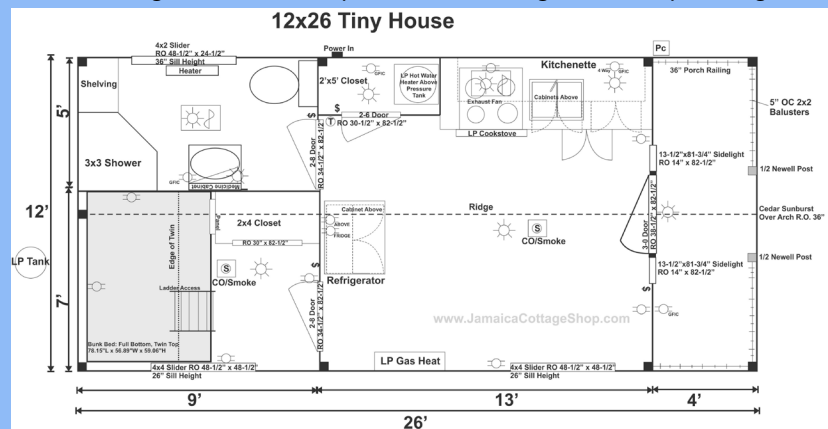 12x26 Tiny House
4x2 Slider
RO 48-1/2" x 24-1/2"
36" Sill Height
Heater
Power In
Pc
Shelving
GFIC
2'x5' Closet
LP Hot Water
Heater Above
Pressure
Tank
Kitchenette
4 Way
GFIC
Exhaust Fan
Cabinets Above
36" Porch Railing
5" OC 2x2
Balusters
5'
$
2-6 Door
RO 30-1/2" x 82-1/2"
T
LP Cookstove
3x3 Shower
GFIC
Medicine Cabinet
$
2-8 Door
RO 34-1/2" x 82-1/2"
13-1/2"x81-3/4" Sidelight
RO 14" x 82-1/2"
1/2 Newell Post
12'
2x4 Closet
Panel
RO 30" x 82-1/2"
Cabinet Above
ABOVE
FRIDGE
Ridge
3-0 Door
RO 38-1/2" x 82-1/2"
Cedar Sunburst
Over Arch R.O. 36"
LP Tank
Edge of Twin
S
CO/Smoke
S
CO/Smoke
Refrigerator
13-1/2"x81-3/4" Sidelight
RO 14" x 82-1/2"
1/2 Newell Post
7'
Ladder Access
$
2-8 Door
RO 34-1/2" x 82-1/2"
$
GFIC
www.JamaicaCottageShop.com
Bunk Bed: Full Bottom, Twin Top
76.15"L x 56.89"W x 59.06"H
4x4 Slider RO 48-1/2" x 48-1/2"
26" Sill Height
LP Gas Heat
4x4 Slider RO 48-1/2" x 48-1/2"
26" Sill Height
9'
13'
4'
26'